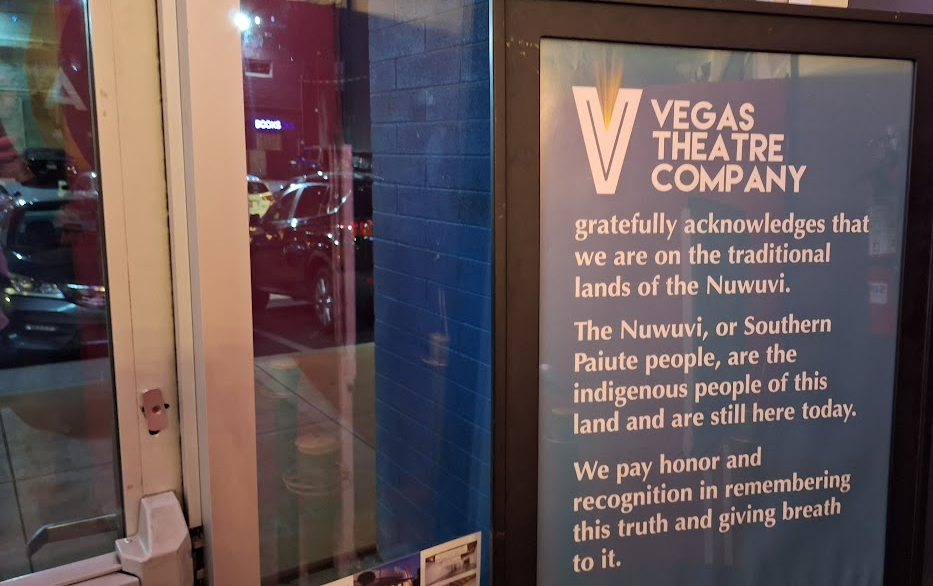 BOOKS
VEGAS
THEATRE
COMPANY
gratefully acknowledges that
we are on the traditional
lands of the Nuwuvi.
The Nuwuvi, or Southern
Paiute people, are the
indigenous people of this
land and are still here today.
We pay honor and
recognition in remembering
this truth and giving breath
to it.